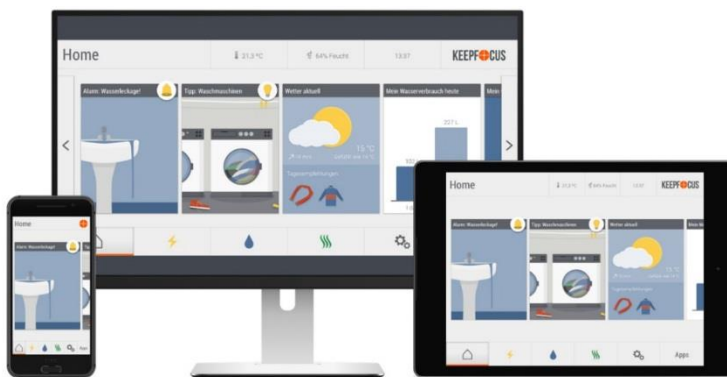 Home
21,3 °C
64% Feucht
13:37
KEEPFOCUS
Alarm: Wasserleckage!
Tipp: Waschmaschinen
Wetter aktuell
Mein Wasserverbrauch heute
Mein
15 °C
Tagesempfehlungen
207 L
Home
Alarm: Wasserleckage!
Home
21,3 °C
64% Feucht
13:37
KEEPFOCUS
Alarm: Wasserleckage!
Tipp: Waschmaschinen
Wetter aktuell
15 °C
Tagesempfehlungen
Apps